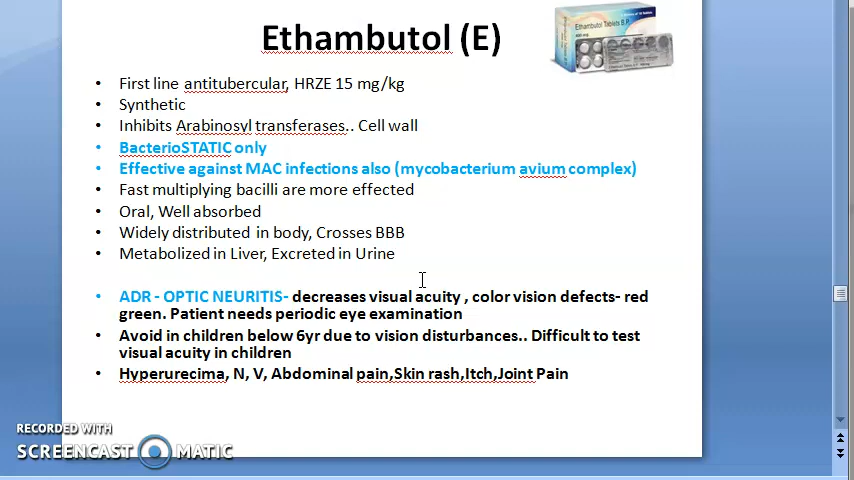 Ethambutol (E)
Ethambutol Tablets B.P.
First line antitubercular, HRZE 15 mg/kg
Synthetic
Inhibits Arabinosyl transferases.. Cell wall
BacterioSTATIC only
Effective against MAC infections also (mycobacterium avium complex)
Fast multiplying bacilli are more effected
Oral, Well absorbed
Widely distributed in body, Crosses BBB
Metabolized in Liver, Excreted in Urine
ADR - OPTIC NEURITIS- decreases visual acuity , color vision defects- red
green. Patient needs periodic eye examination
Avoid in children below 6yr due to vision disturbances.. Difficult to test
visual acuity in children
Hyperurecima, N, V, Abdominal pain,Skin rash,Itch,Joint Pain
RECORDED WITH
SCREENCAST MATIC